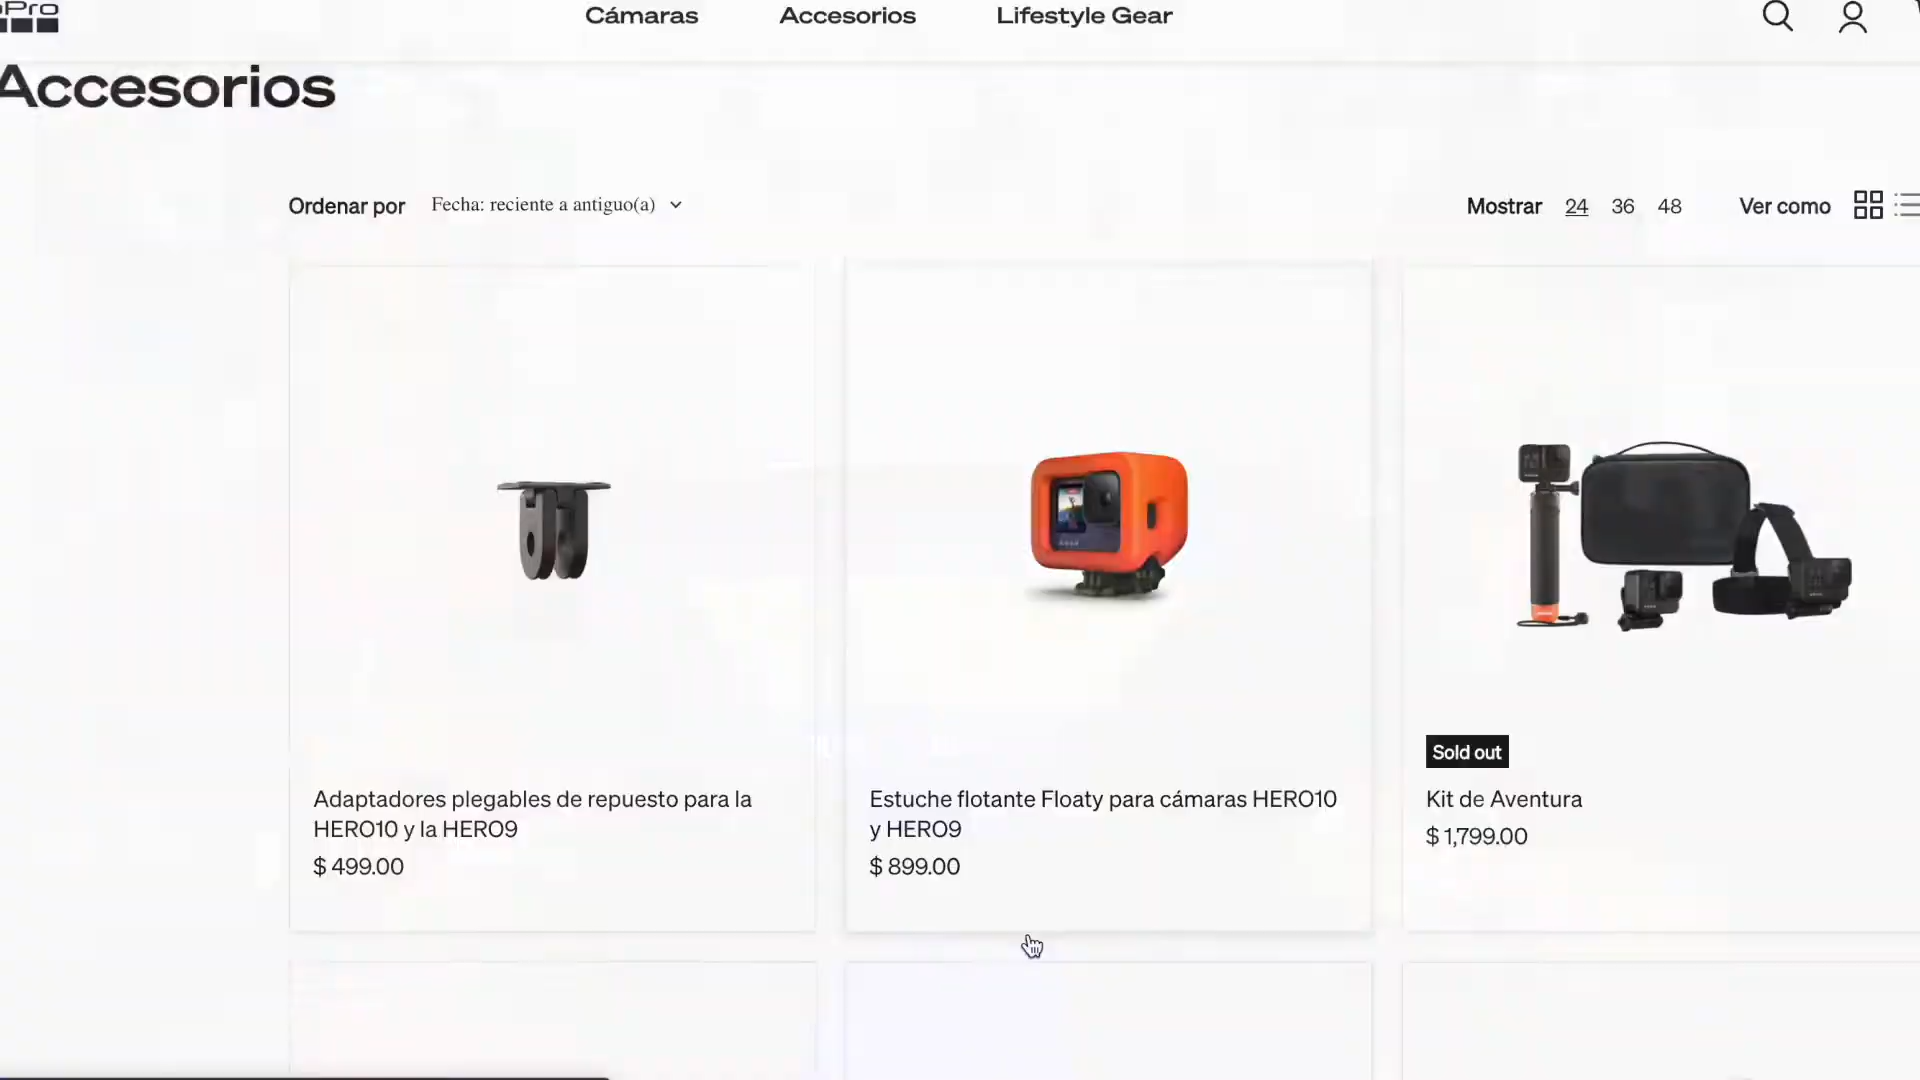 Pro
Cámaras Accesorios Lifestyle Gear
Accesorios
Ordenar por Fecha: reciente a antiguo(a) Mostrar 24 36 48 Ver como
Sold out
Adaptadores plegables de repuesto para la
HERO10 y la HERO9
$ 499.00
Estuche flotante Floaty para cámaras HERO10
y HERO9
$ 899.00
Kit de Aventura
$ 1,799.00